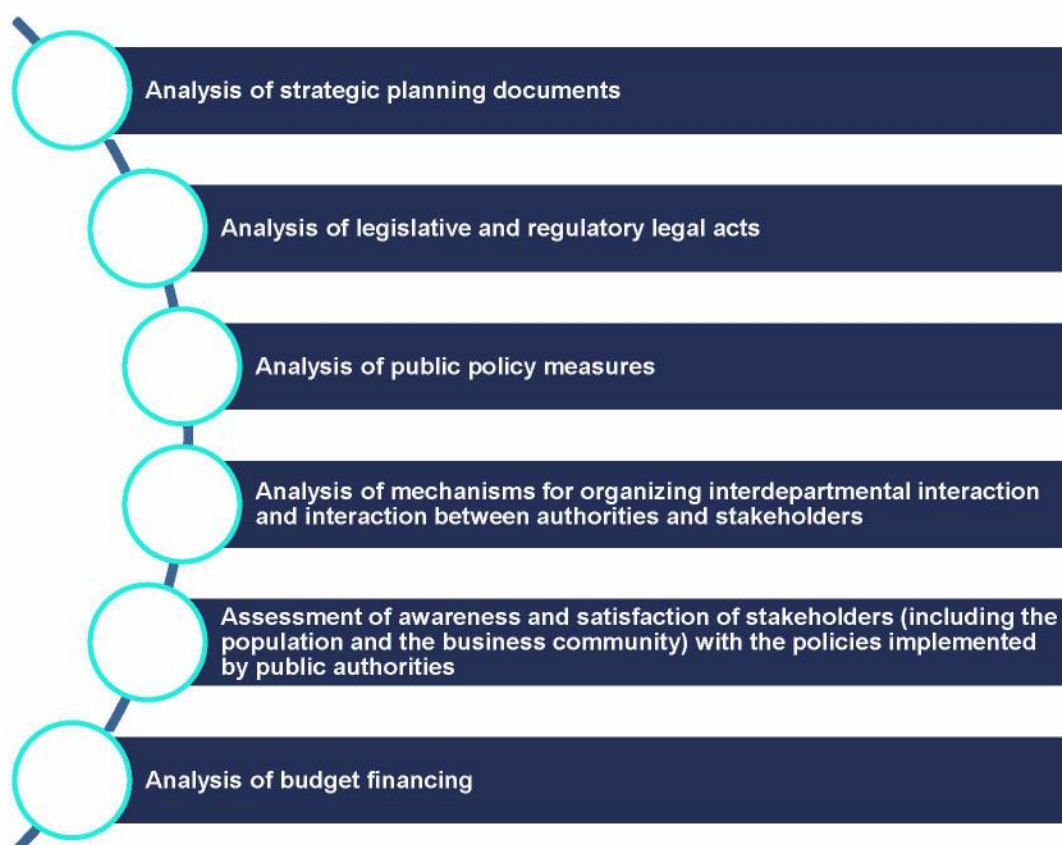 Analysis of strategic planning documents
Analysis of legislative and regulatory legal acts
Analysis of public policy measures
Analysis of mechanisms for organizing interdepartmental interaction
and interaction between authorities and stakeholders
Assessment of awareness and satisfaction of stakeholders (including the
population and the business community) with the policies implemented
by public authorities
Analysis of budget financing